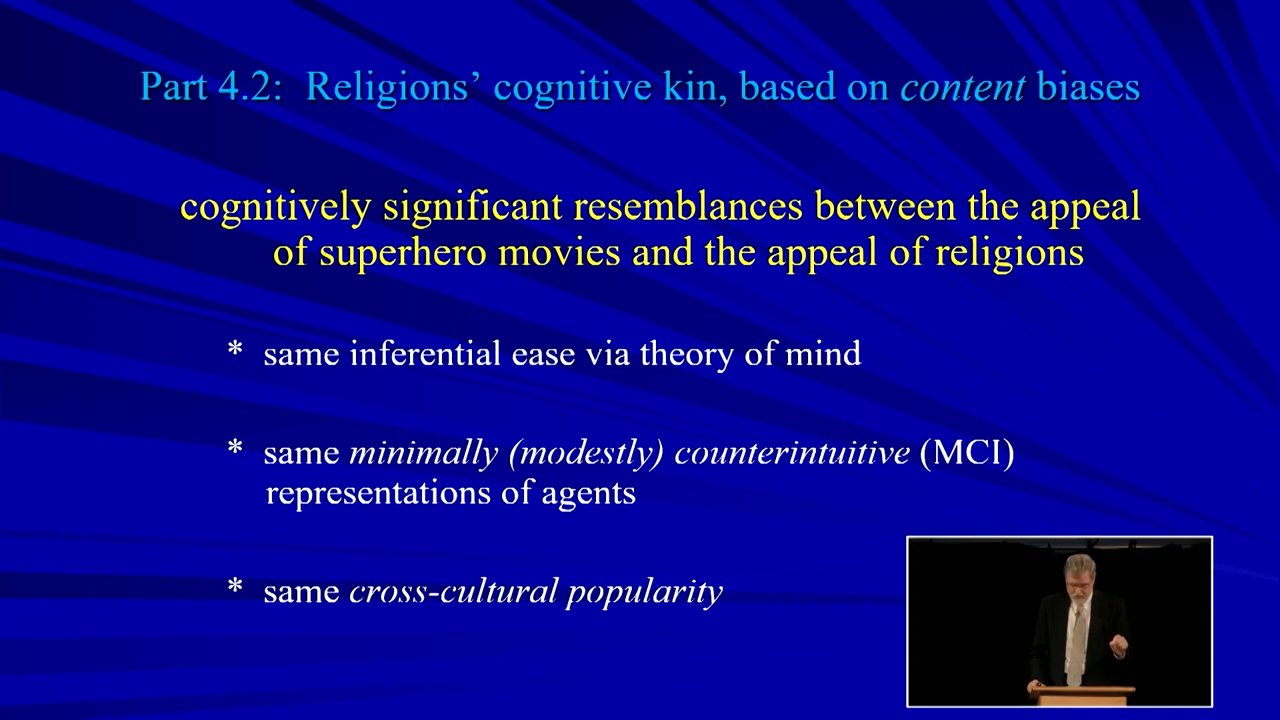 Part 4.2:  Religions’ cognitive kin, based on content biases
cognitively significant resemblances between the appeal
of superhero movies and the appeal of religions
*  same inferential ease via theory of mind
*  same minimally (modestly) counterintuitive (MCI)
representations of agents
*  same cross-cultural popularity